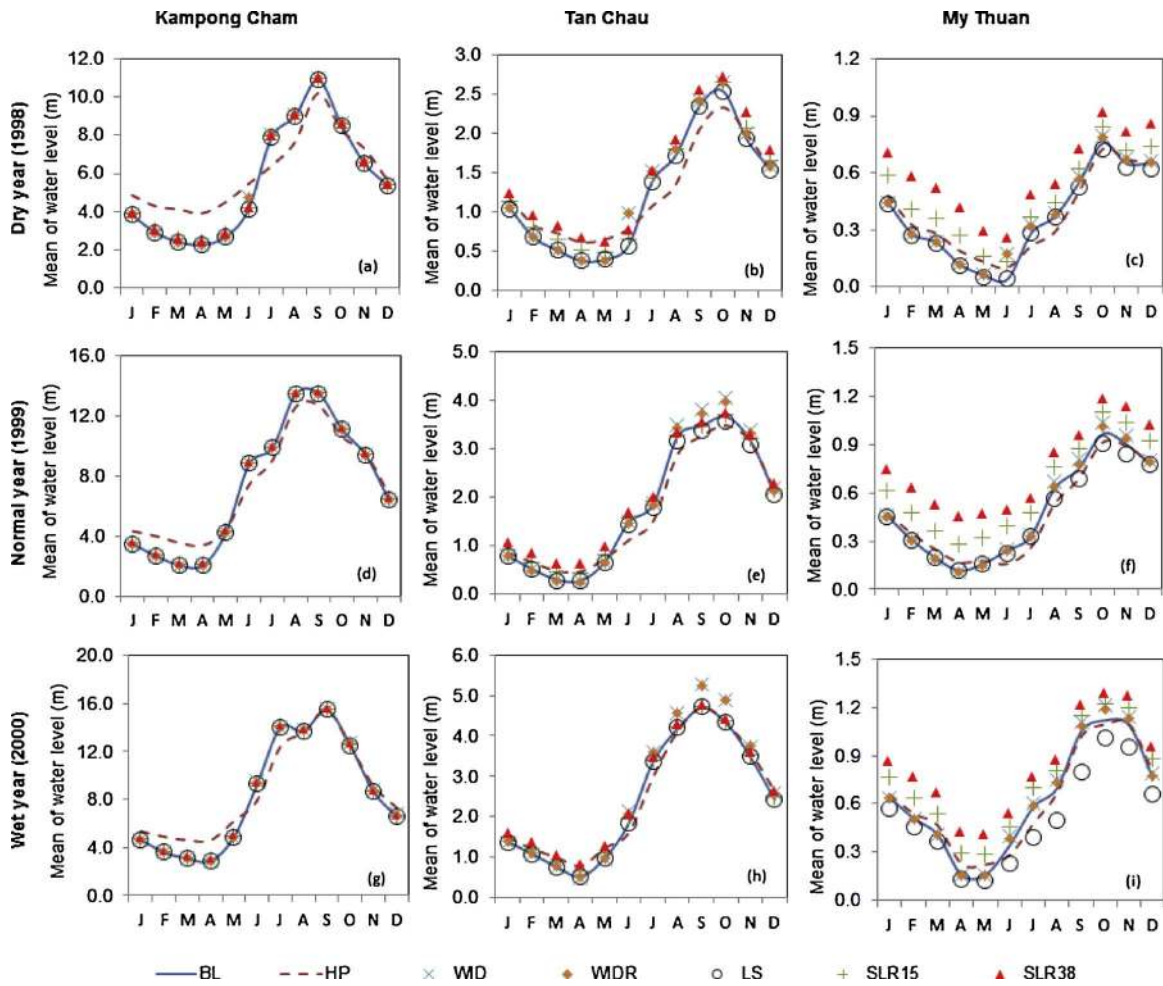 Kampong Cham Tan Chau My Thuan
Dry year (1998)
Mean of water level (m)
12.0
10.0
8.0
6.0
4.0
2.0
0.0
J F M A M J J A S O N D
(a)
Mean of water level (m)
3.0
2.5
2.0
1.5
1.0
0.5
0.0
J F M A M J J A S O N D
(b)
Mean of water level (m)
1.2
0.9
0.6
0.3
0.0
J F M A M J J A S O N D
(c)
Normal year (1999)
Mean of water level (m)
16.0
12.0
8.0
4.0
0.0
J F M A M J J A S O N D
(d)
Mean of water level (m)
5.0
4.0
3.0
2.0
1.0
0.0
J F M A M J J A S O N D
(e)
Mean of water level (m)
1.5
1.2
0.9
0.6
0.3
0.0
J F M A M J J A S O N D
(f)
Wet year (2000)
Mean of water level (m)
20.0
16.0
12.0
8.0
4.0
0.0
J F M A M J J A S O N D
(g)
Mean of water level (m)
6.0
5.0
4.0
3.0
2.0
1.0
0.0
J F M A M J J A S O N D
(h)
Mean of water level (m)
1.5
1.2
0.9
0.6
0.3
0.0
J F M A M J J A S O N D
(i)
BL HP WID WIDR LS SLR15 SLR38